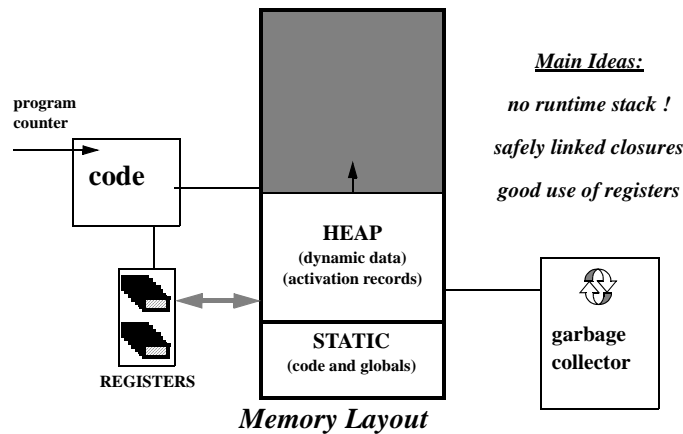 Main Ideas:
no runtime stack !
safely linked closures
good use of registers
program
counter
code
HEAP
(dynamic data)
(activation records)
STATIC
(code and globals)
REGISTERS
garbage
collector
Memory Layout